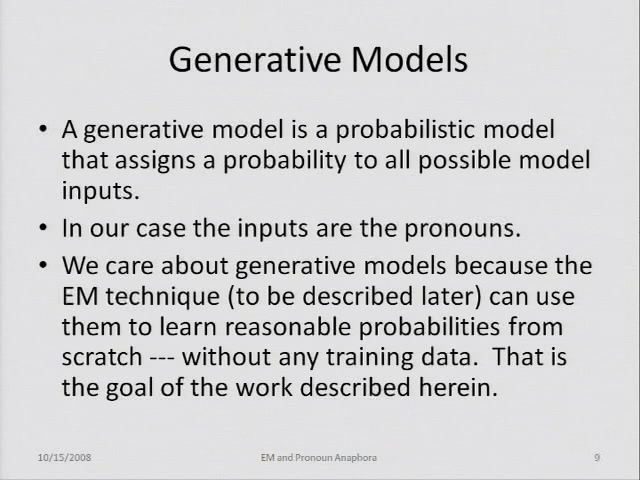 Generative Models
• A generative model is a probabilistic model
that assigns a probability to all possible model
inputs.
• In our case the inputs are the pronouns.
• We care about generative models because the
EM technique (to be described later) can use
them to learn reasonable probabilities from
scratch --- without any training data.  That is
the goal of the work described herein.
10/15/2008 EM and Pronoun Anaphora 9